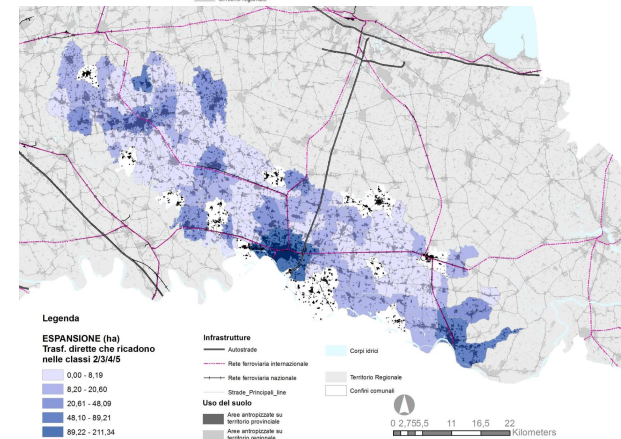 Legenda
ESPANSIONE (ha)
Trasf. dirette che ricadono
nelle classi 2/3/4/5
0,00 - 8,19
8,20 - 20,60
20,61 - 48,09
48,10 - 89,21
89,22 - 211,34
Infrastrutture
Autostrade
Rete ferroviaria internazionale
Rete ferroviaria nazionale
Strade_Principali_line
Uso del suolo
Aree antropizzate su
territorio provinciale
Aree antropizzate su
territorio regionale
Corpi idrici
Territorio Regionale
Confini comunali
0 2,75 5,5 11 16,5 22
Kilometers